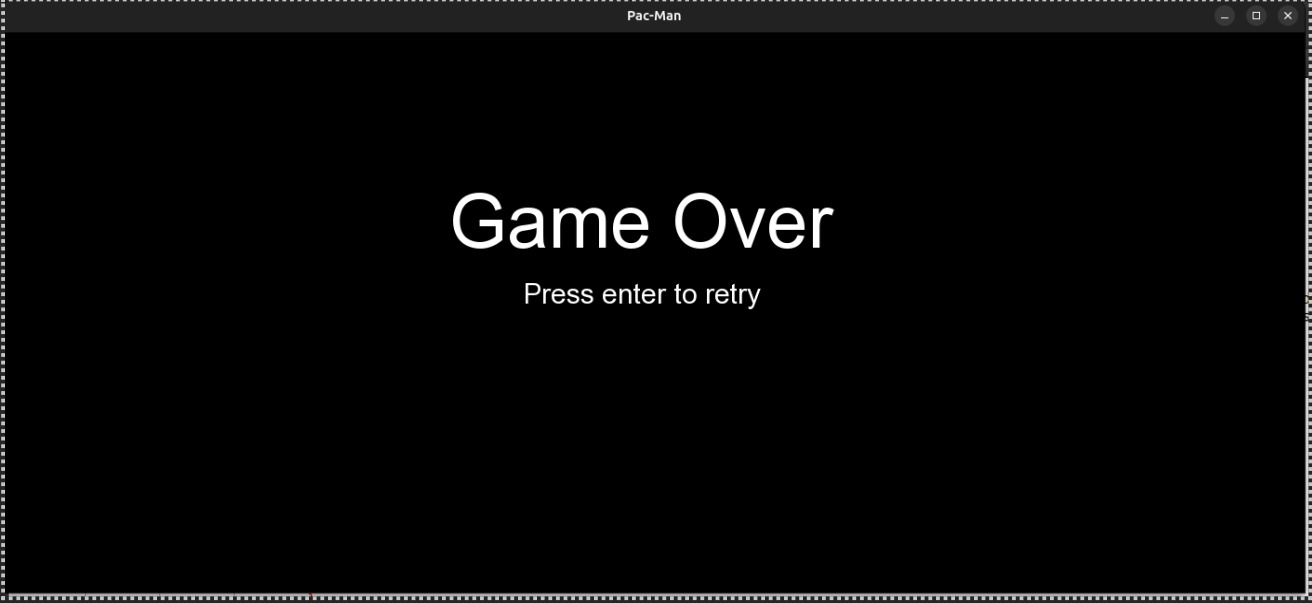 Pac-Man
Game Over
Press enter to retry